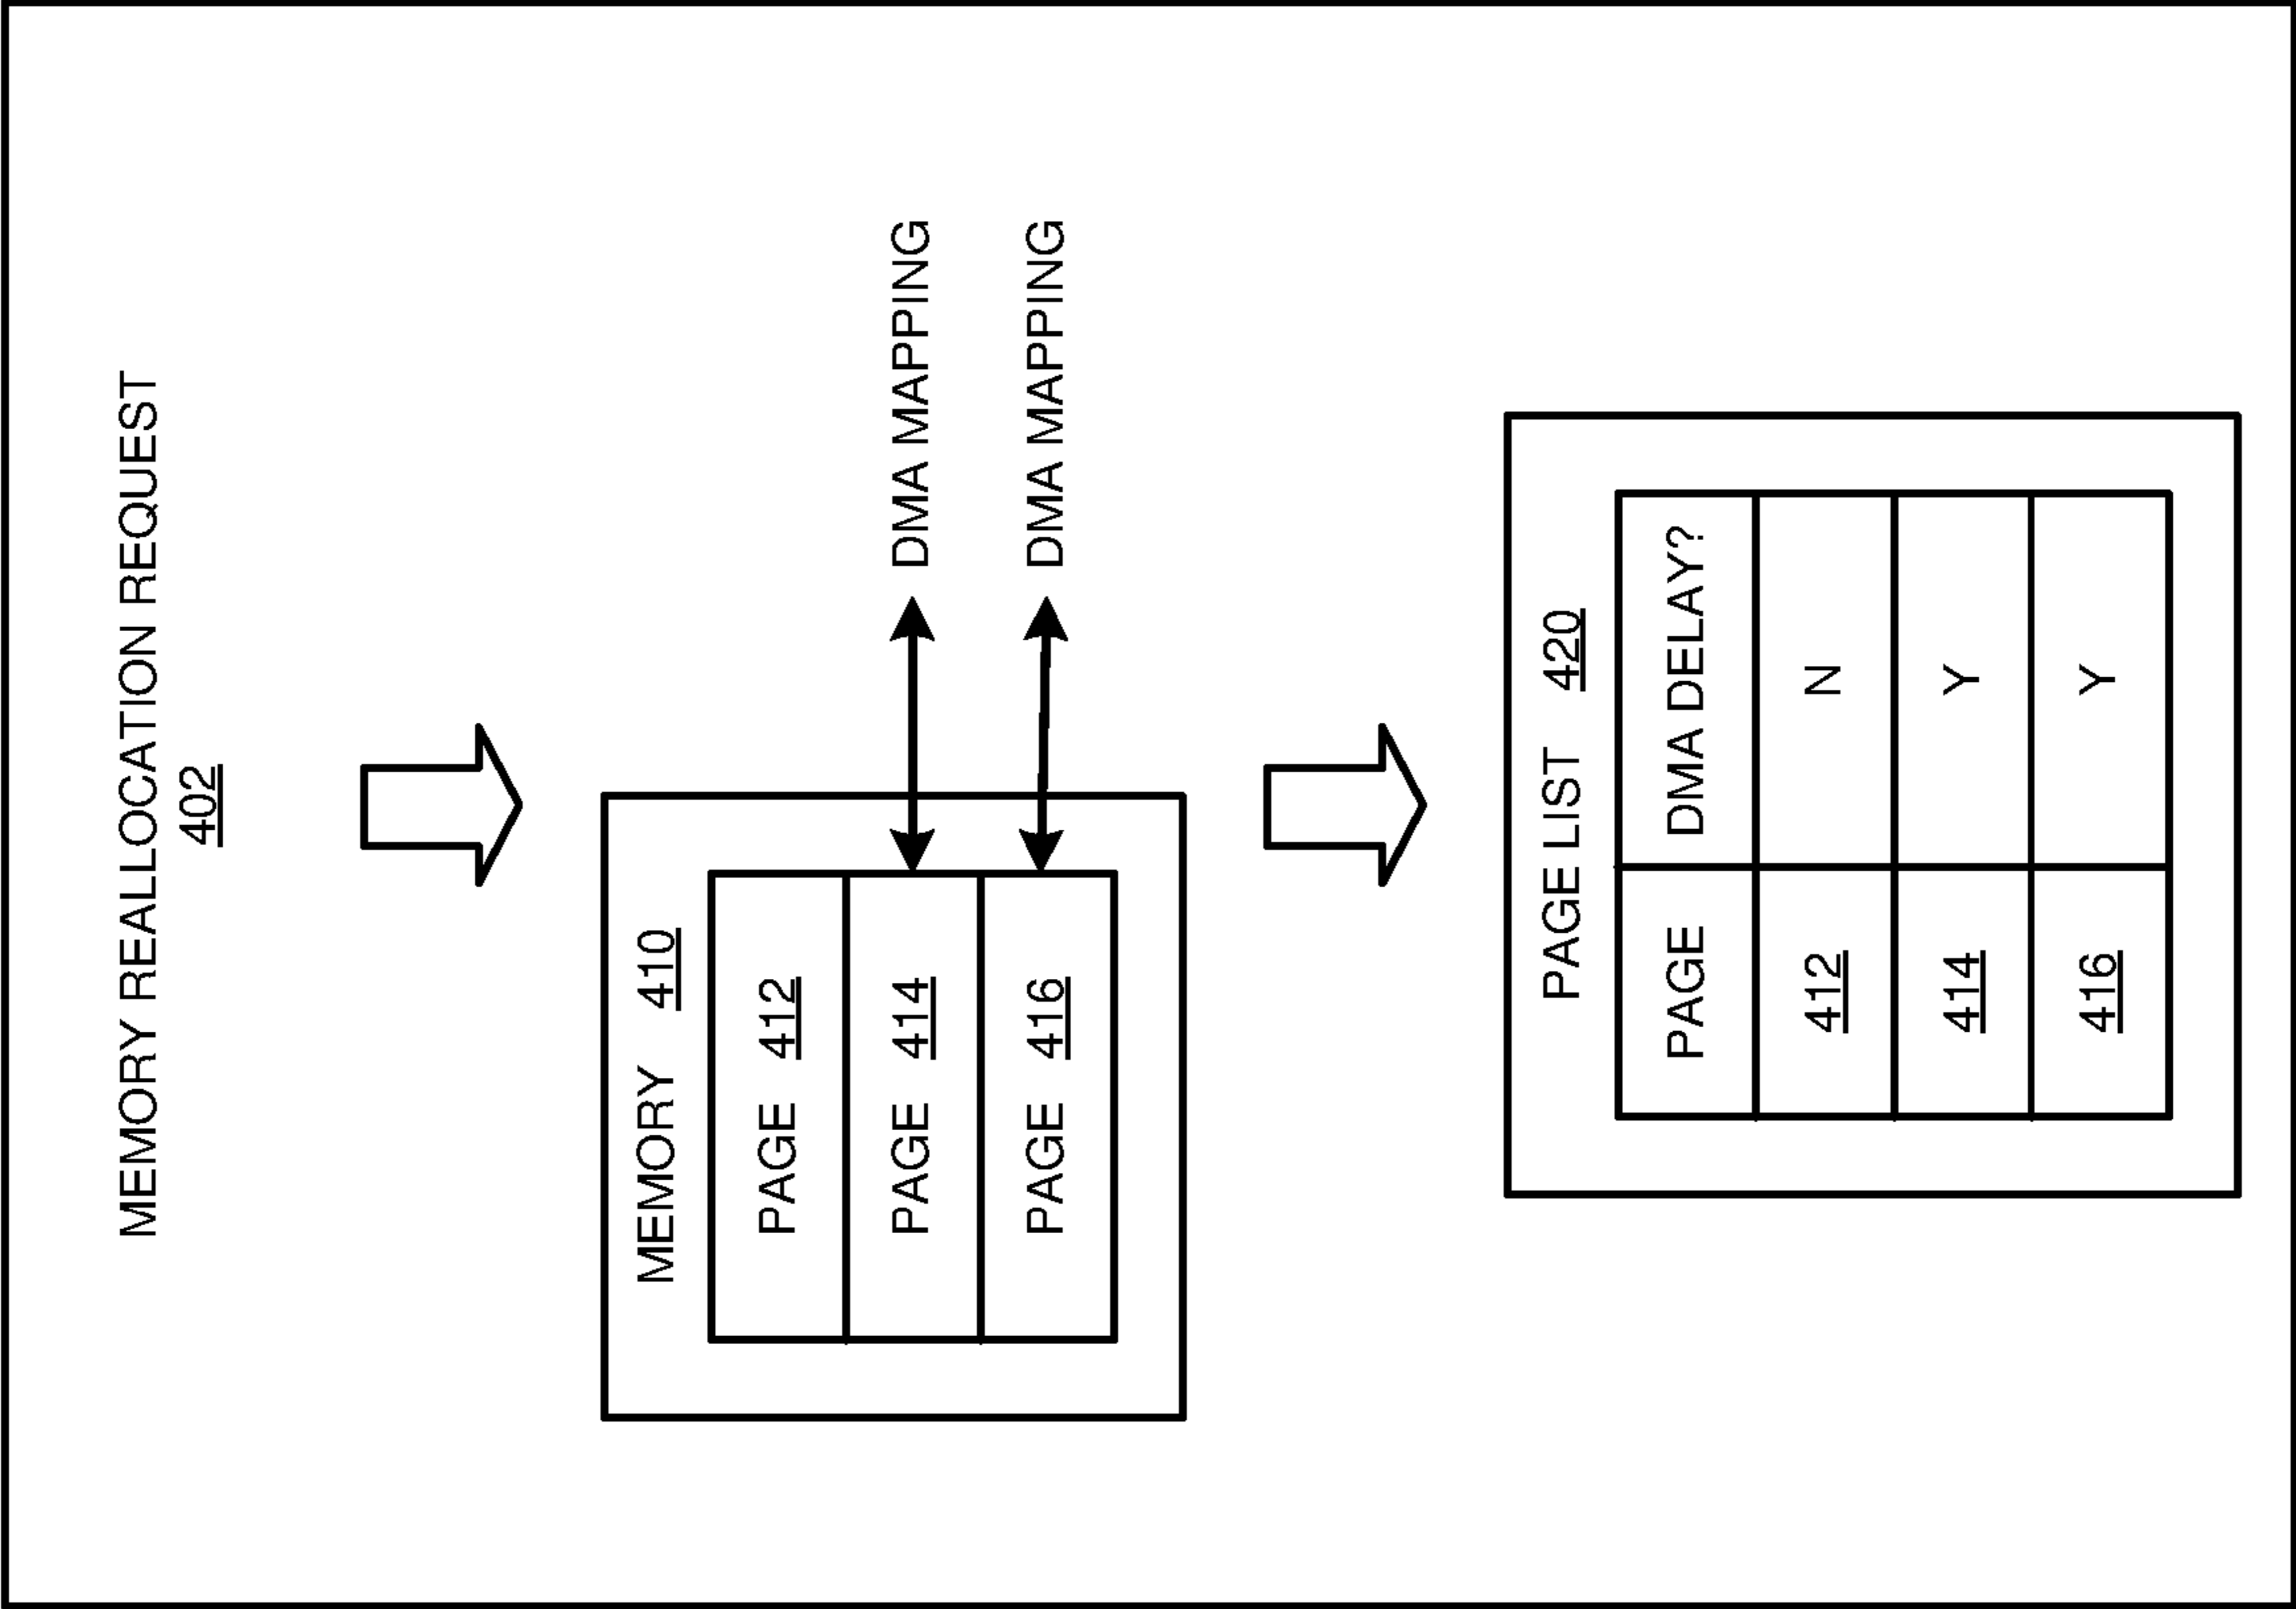 MEMORY REALLOCATION REQUEST
402
MEMORY 410
PAGE 412
PAGE 414 DMA MAPPING
PAGE 416 DMA MAPPING
PAGE LIST 420
PAGE DMA DELAY?
412 N
414 Y
416 Y